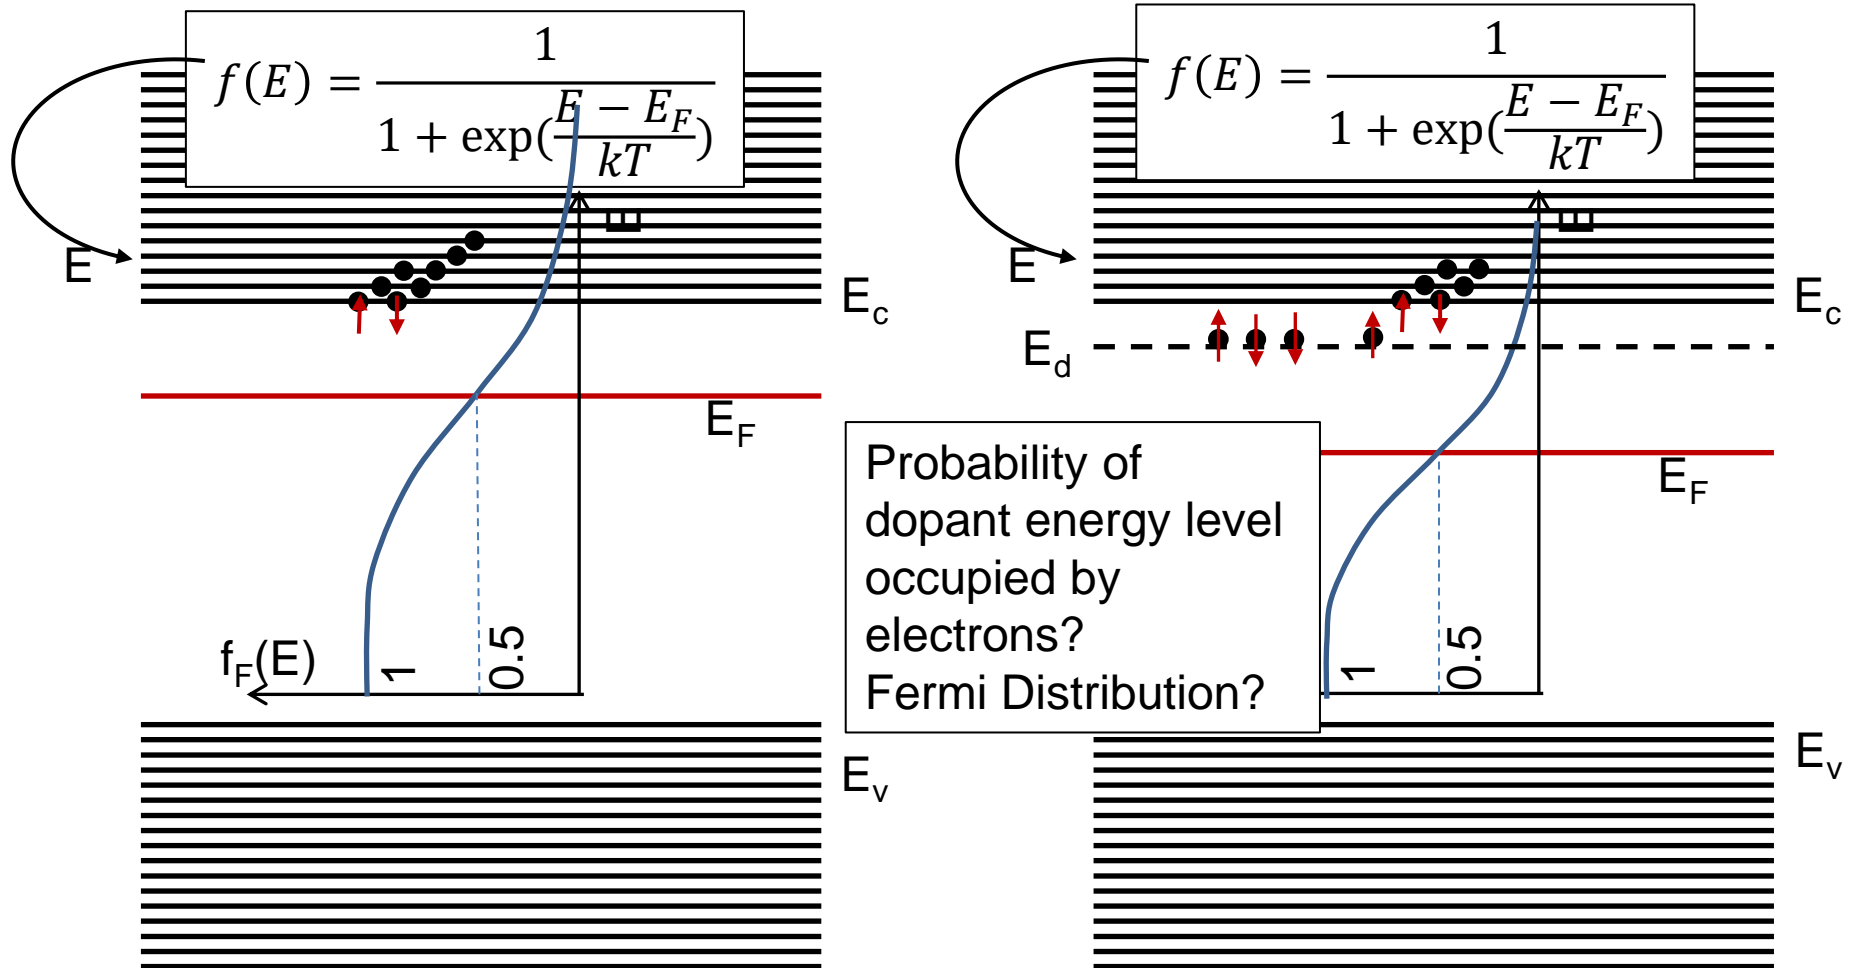 f(E) = 1 / (1 + exp((E − E_F)/kT))
E
E
E_c
E_F
f_F(E)
1
0.5
E_v
f(E) = 1 / (1 + exp((E − E_F)/kT))
E
E
E_c
E_d
E_F
Probability of
dopant energy level
occupied by
electrons?
Fermi Distribution?
1
0.5
E_v